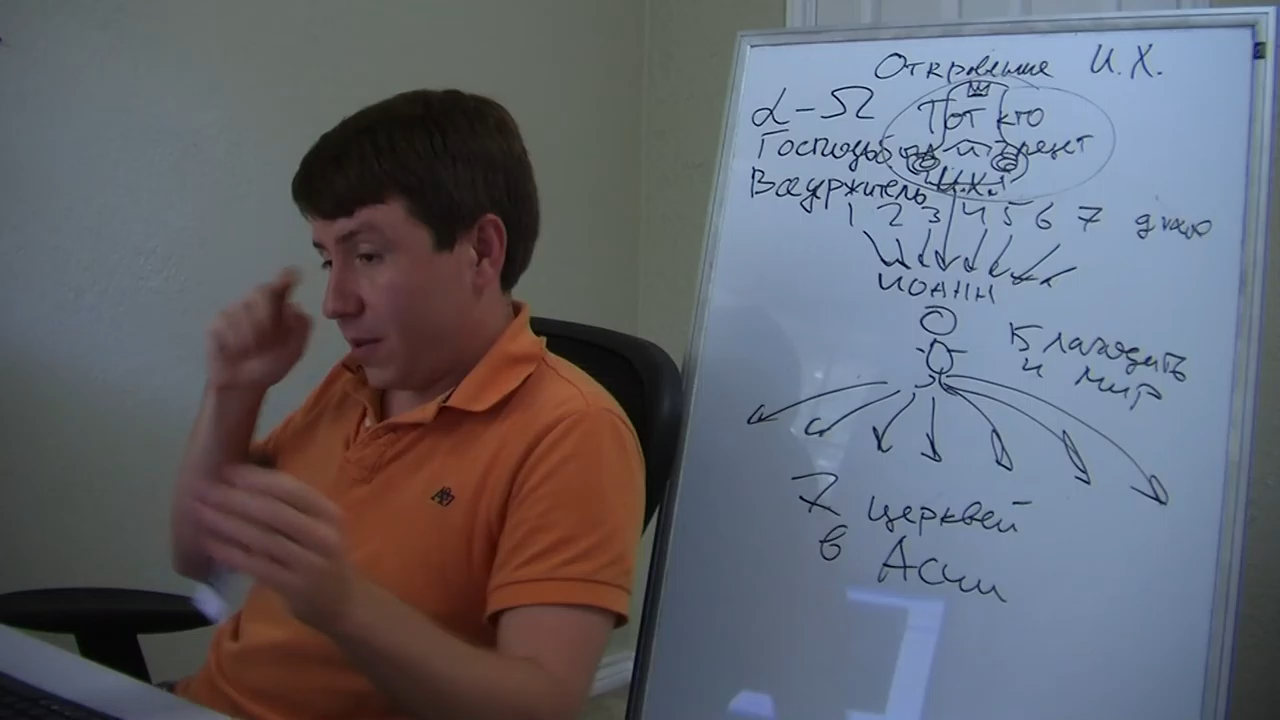 Откровение И.Х.
α - Ω Тот кто
Господь грядет
Вседержитель И.Х.
1 2 3 4 5 6 7 духов
ИОАНН
Благодать
и мир
7 церквей
в Асии